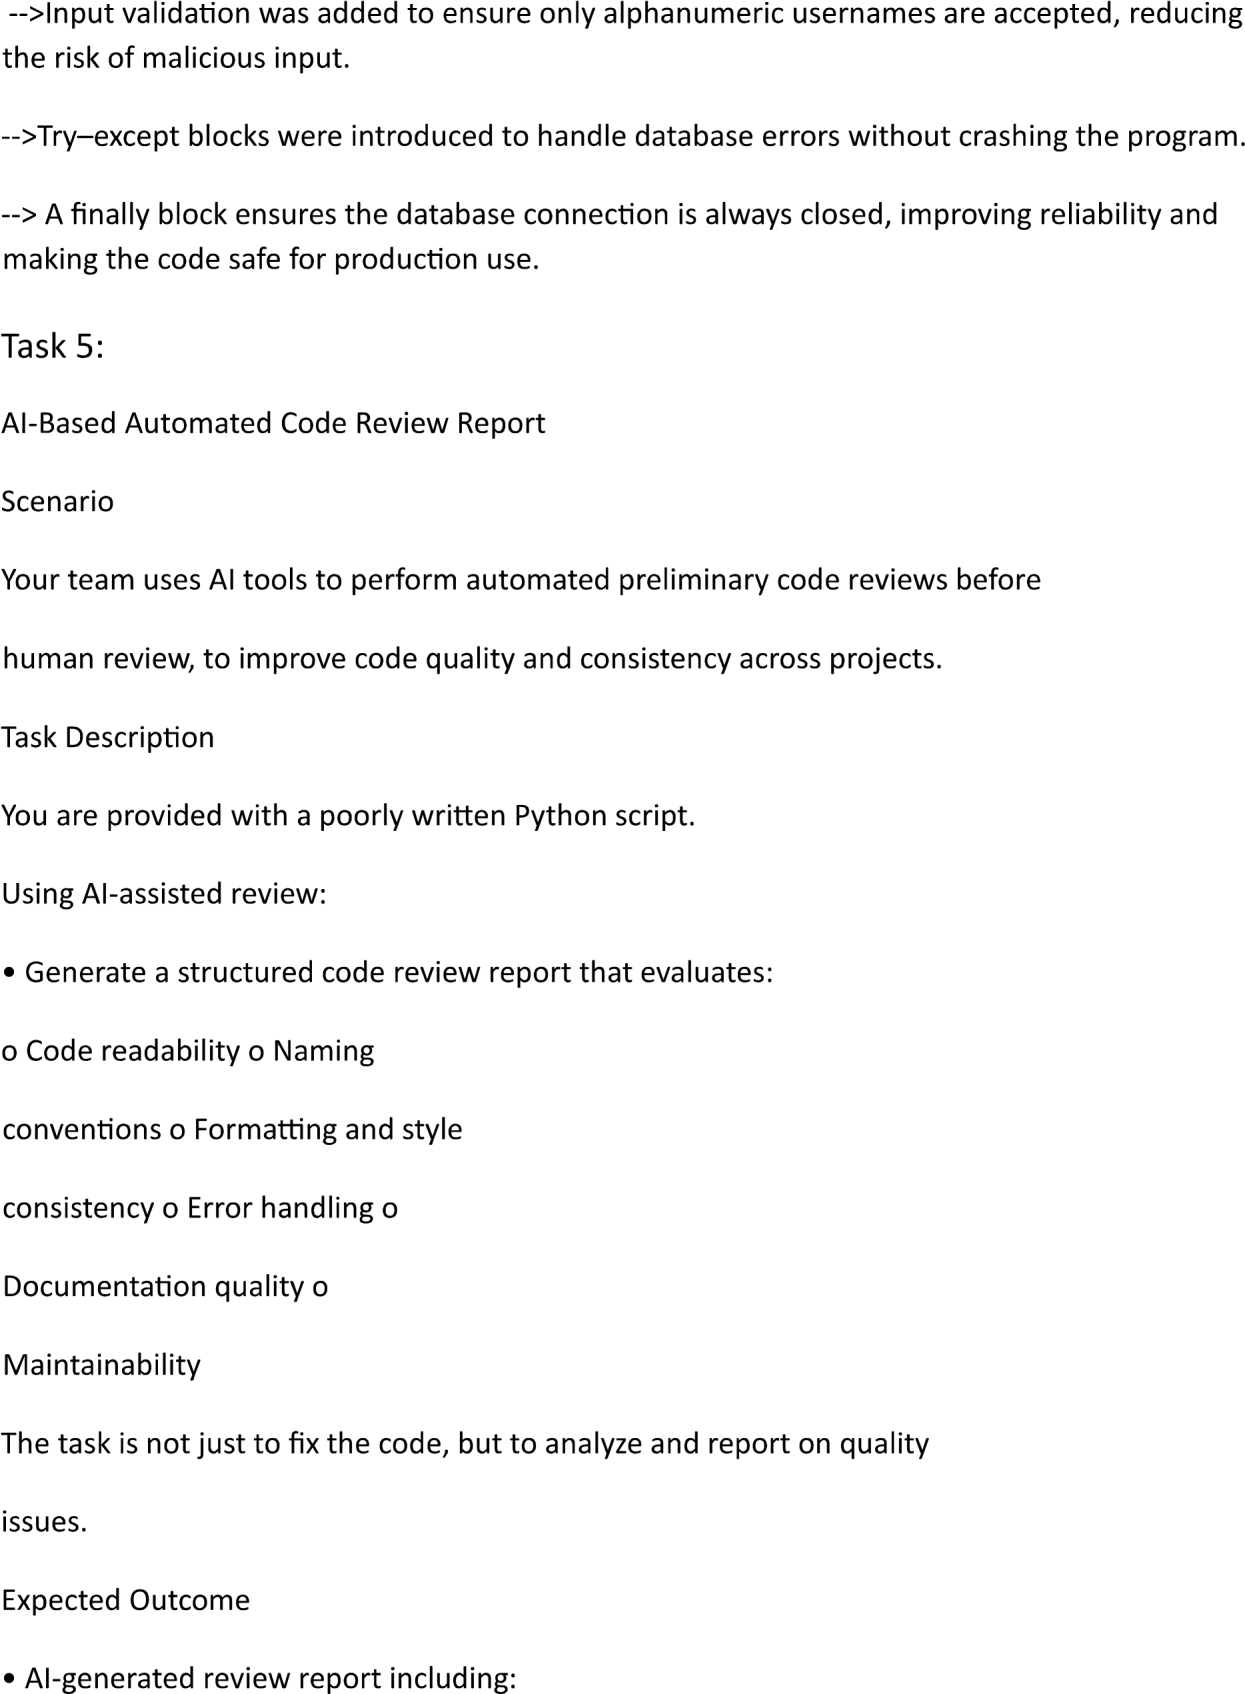 -->Input validation was added to ensure only alphanumeric usernames are accepted, reducing
the risk of malicious input.
-->Try–except blocks were introduced to handle database errors without crashing the program.
--> A finally block ensures the database connection is always closed, improving reliability and
making the code safe for production use.
Task 5:
AI-Based Automated Code Review Report
Scenario
Your team uses AI tools to perform automated preliminary code reviews before
human review, to improve code quality and consistency across projects.
Task Description
You are provided with a poorly written Python script.
Using AI-assisted review:
• Generate a structured code review report that evaluates:
o Code readability o Naming
conventions o Formatting and style
consistency o Error handling o
Documentation quality o
Maintainability
The task is not just to fix the code, but to analyze and report on quality
issues.
Expected Outcome
• AI-generated review report including: